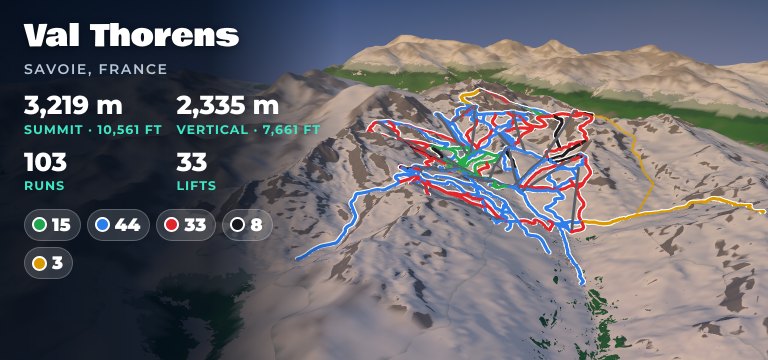 Val Thorens
SAVOIE, FRANCE
3,219 m 2,335 m
SUMMIT · 10,561 FT VERTICAL · 7,661 FT
103 33
RUNS LIFTS
15 44 33 8
3